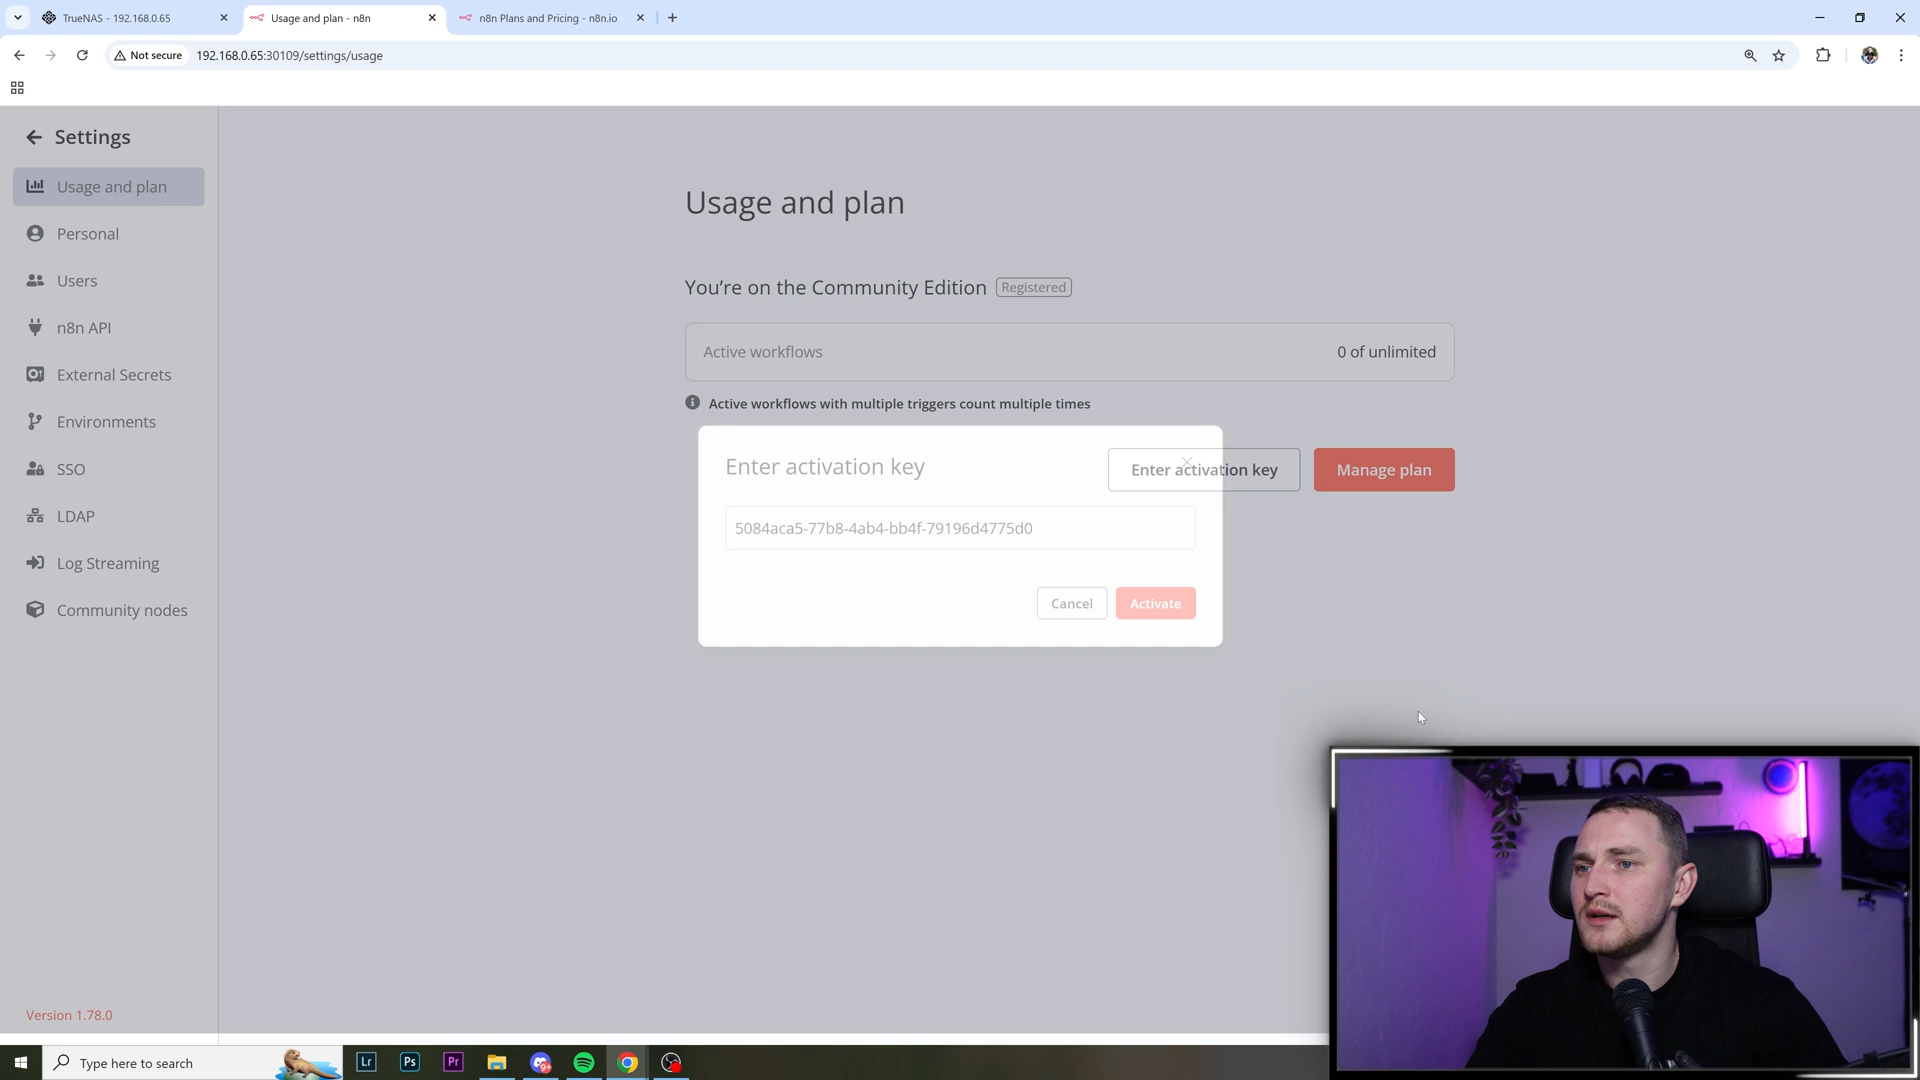 TrueNAS - 192.168.0.65
Usage and plan - n8n
n8n Plans and Pricing - n8n.io
Not secure
192.168.0.65:30109/settings/usage
Settings
Usage and plan
Personal
Users
n8n API
External Secrets
Environments
SSO
LDAP
Log Streaming
Community nodes
Version 1.78.0
Usage and plan
You're on the Community Edition
Registered
Active workflows
0 of unlimited
Active workflows with multiple triggers count multiple times
Enter activation key
Manage plan
Enter activation key
5084aca5-77b8-4ab4-bb4f-79196d4775d0
Cancel
Activate
Type here to search
Lr
Ps
Pr
9+